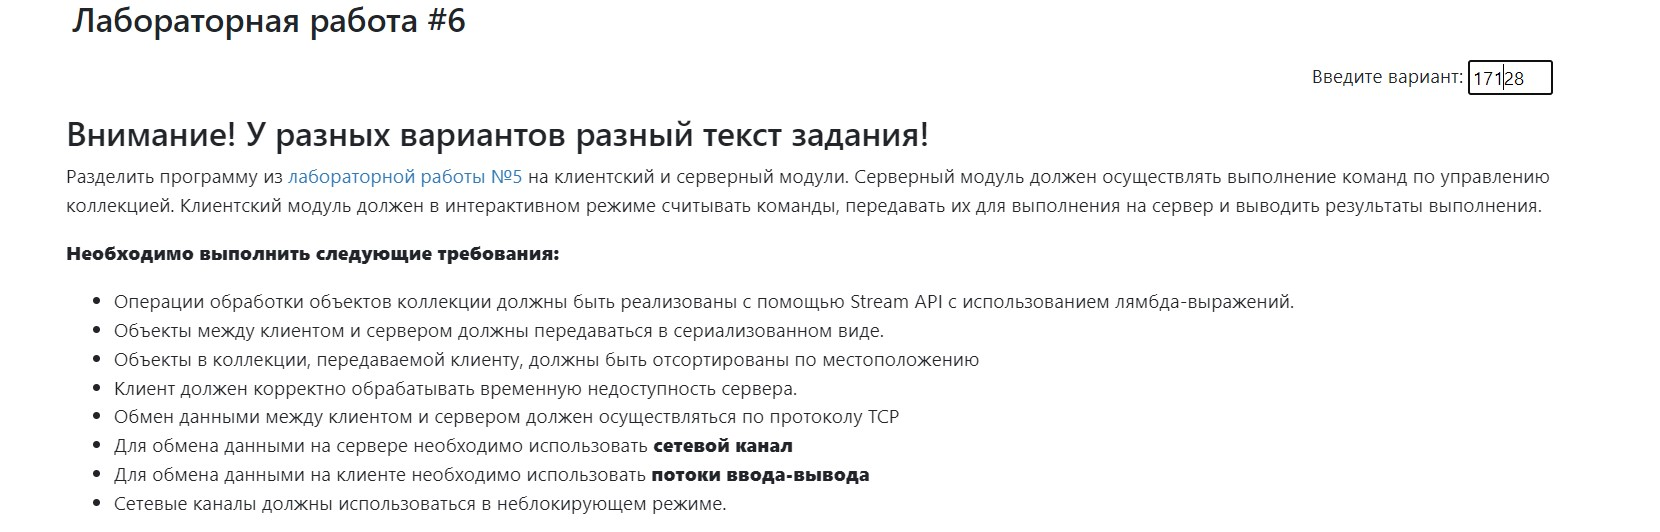 Лабораторная работа #6
Введите вариант: 17128
Внимание! У разных вариантов разный текст задания!
Разделить программу из лабораторной работы №5 на клиентский и серверный модули. Серверный модуль должен осуществлять выполнение команд по управлению
коллекцией. Клиентский модуль должен в интерактивном режиме считывать команды, передавать их для выполнения на сервер и выводить результаты выполнения.
Необходимо выполнить следующие требования:
• Операции обработки объектов коллекции должны быть реализованы с помощью Stream API с использованием лямбда-выражений.
• Объекты между клиентом и сервером должны передаваться в сериализованном виде.
• Объекты в коллекции, передаваемой клиенту, должны быть отсортированы по местоположению
• Клиент должен корректно обрабатывать временную недоступность сервера.
• Обмен данными между клиентом и сервером должен осуществляться по протоколу TCP
• Для обмена данными на сервере необходимо использовать сетевой канал
• Для обмена данными на клиенте необходимо использовать потоки ввода-вывода
• Сетевые каналы должны использоваться в неблокирующем режиме.